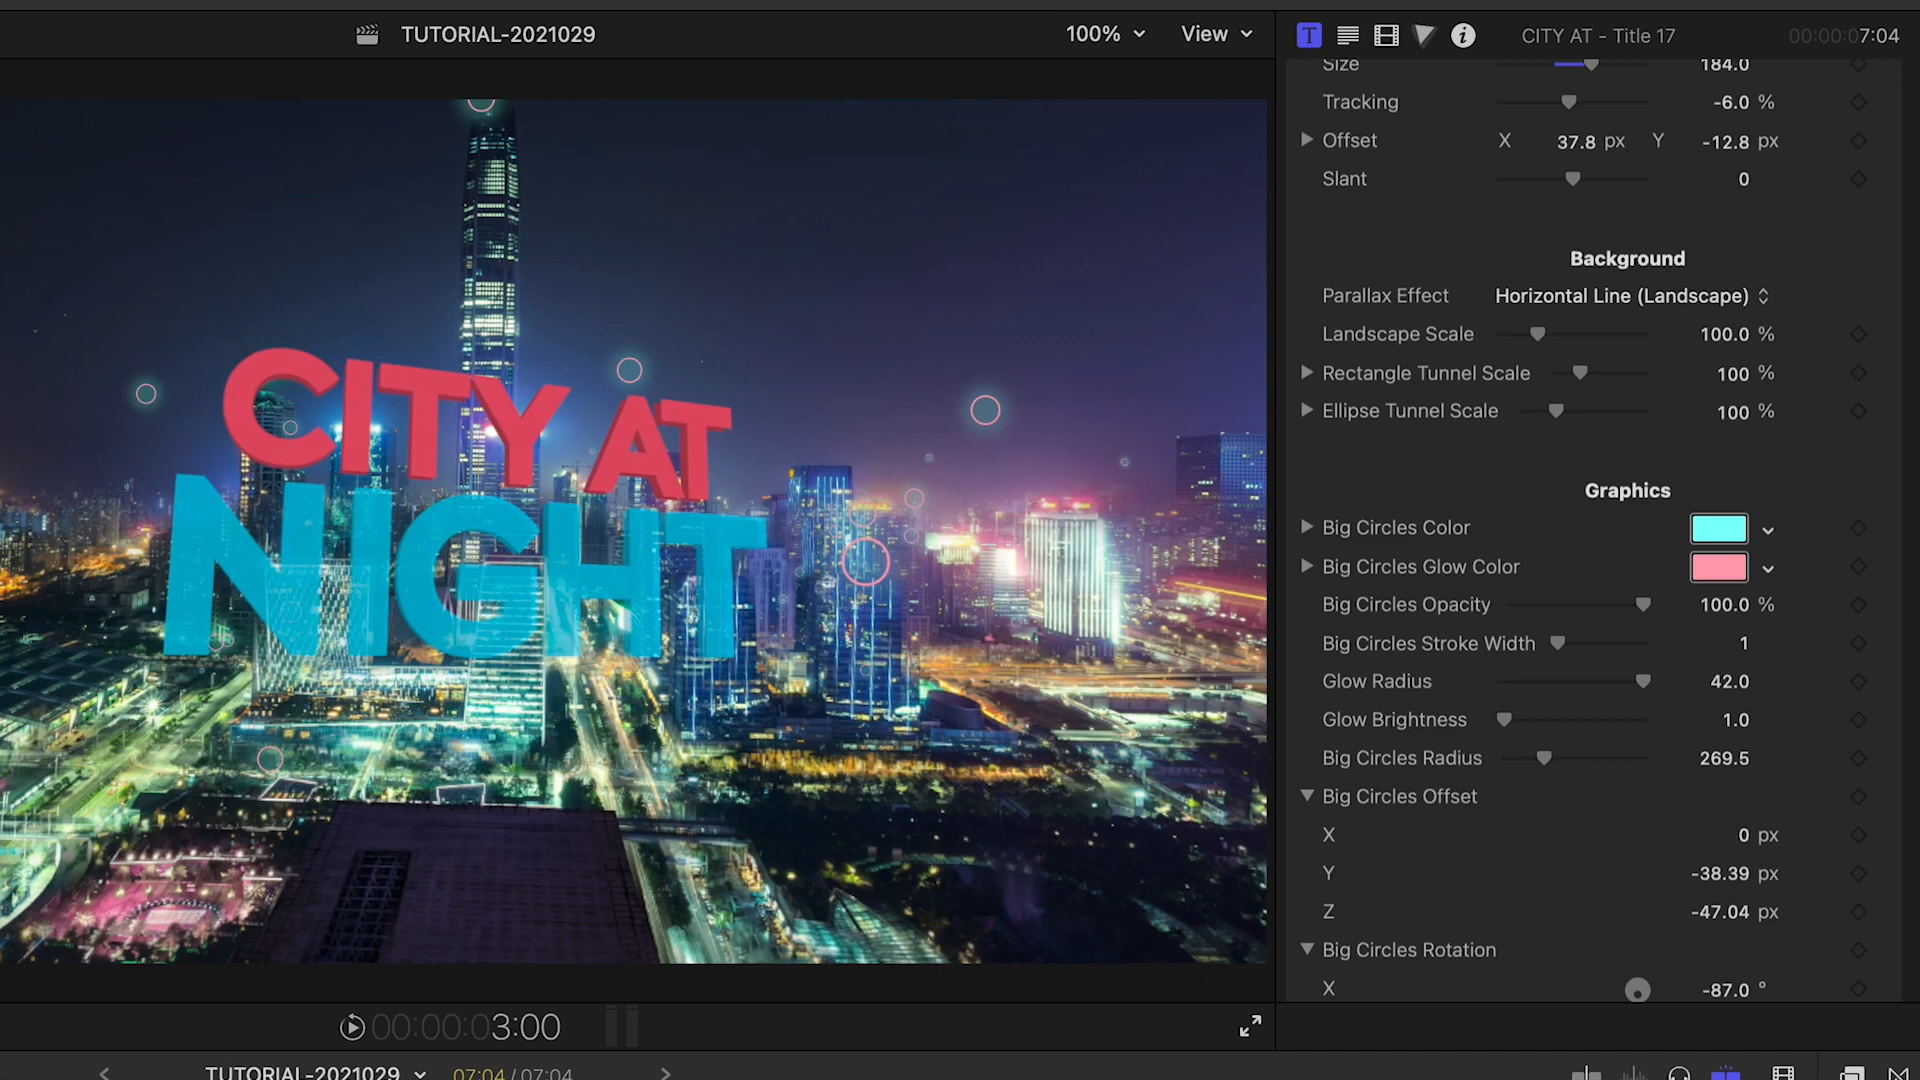 TUTORIAL-2021029
100% View
CITY AT - Title 17 00:00:07:04
Size 184.0
Tracking -6.0 %
Offset X 37.8 px Y -12.8 px
Slant 0
Background
Parallax Effect Horizontal Line (Landscape)
Landscape Scale 100.0 %
Rectangle Tunnel Scale 100 %
Ellipse Tunnel Scale 100 %
Graphics
Big Circles Color
Big Circles Glow Color
Big Circles Opacity 100.0 %
Big Circles Stroke Width 1
Glow Radius 42.0
Glow Brightness 1.0
Big Circles Radius 269.5
Big Circles Offset
X 0 px
Y -38.39 px
Z -47.04 px
Big Circles Rotation
X -87.0 °
CITY AT
NIGHT
00:00:03:00
TUTORIAL-2021029 07:04 / 07:04